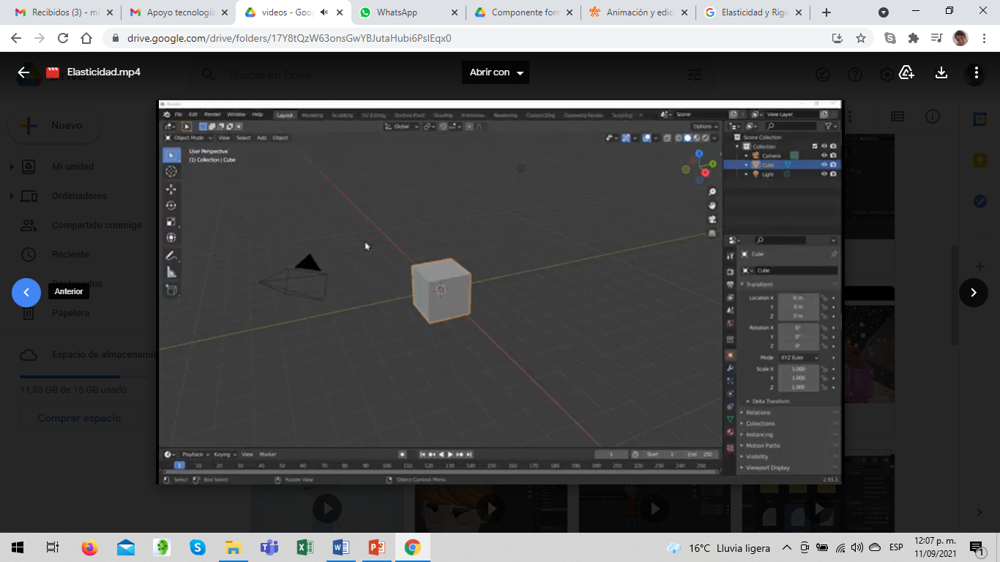 Recibidos (3) - mi
Apoyo tecnología
videos - Goo
WhatsApp
Componente form
Animación y edici
Elasticidad y Rigid
drive.google.com/drive/folders/
Elasticidad.mp4
Buscar en Drive
Abrir con
Nuevo
Mi unidad
Ordenadores
Compartido conmigo
Reciente
Destacados
Anterior
Papelera
Espacio de almacenamie
11,83 GB de 15 GB usado
Comprar espacio
File Edit Render Window Help Layout Modeling Sculpting UV Editing Texture Paint Shading Animation Rendering Compositing Geometry Nodes Scripting + Scene View Layer
Global Options
Object Mode View Select Add Object
User Perspective
(1) Collection | Cube
Scene Collection
Collection
Camera
Cube
Light
Cube
Cube
Transform
Location X 0 m
Y 0 m
Z 0 m
Rotation X 0°
Y 0°
Z 0°
Mode XYZ Euler
Scale X 1.000
Y 1.000
Z 1.000
Delta Transform
Relations
Collections
Instancing
Motion Paths
Visibility
Viewport Display
Playback Keying View Marker 1 Start 1 End 250
1 10 20 30 40 50 60 70 80 90 100 110 120 130 140 150 160 170 180 190 200 210 220 230 240 250
Select Box Select Rotate View Object Context Menu 2.93.3
16°C Lluvia ligera
ESP
12:07 p. m.
11/09/2021
1